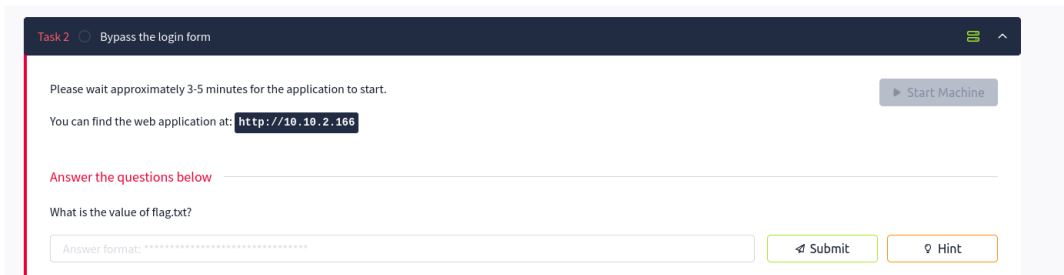 Task 2 Bypass the login form
Please wait approximately 3-5 minutes for the application to start.
Start Machine
You can find the web application at: http://10.10.2.166
Answer the questions below
What is the value of flag.txt?
Answer format: ********************************
Submit
Hint